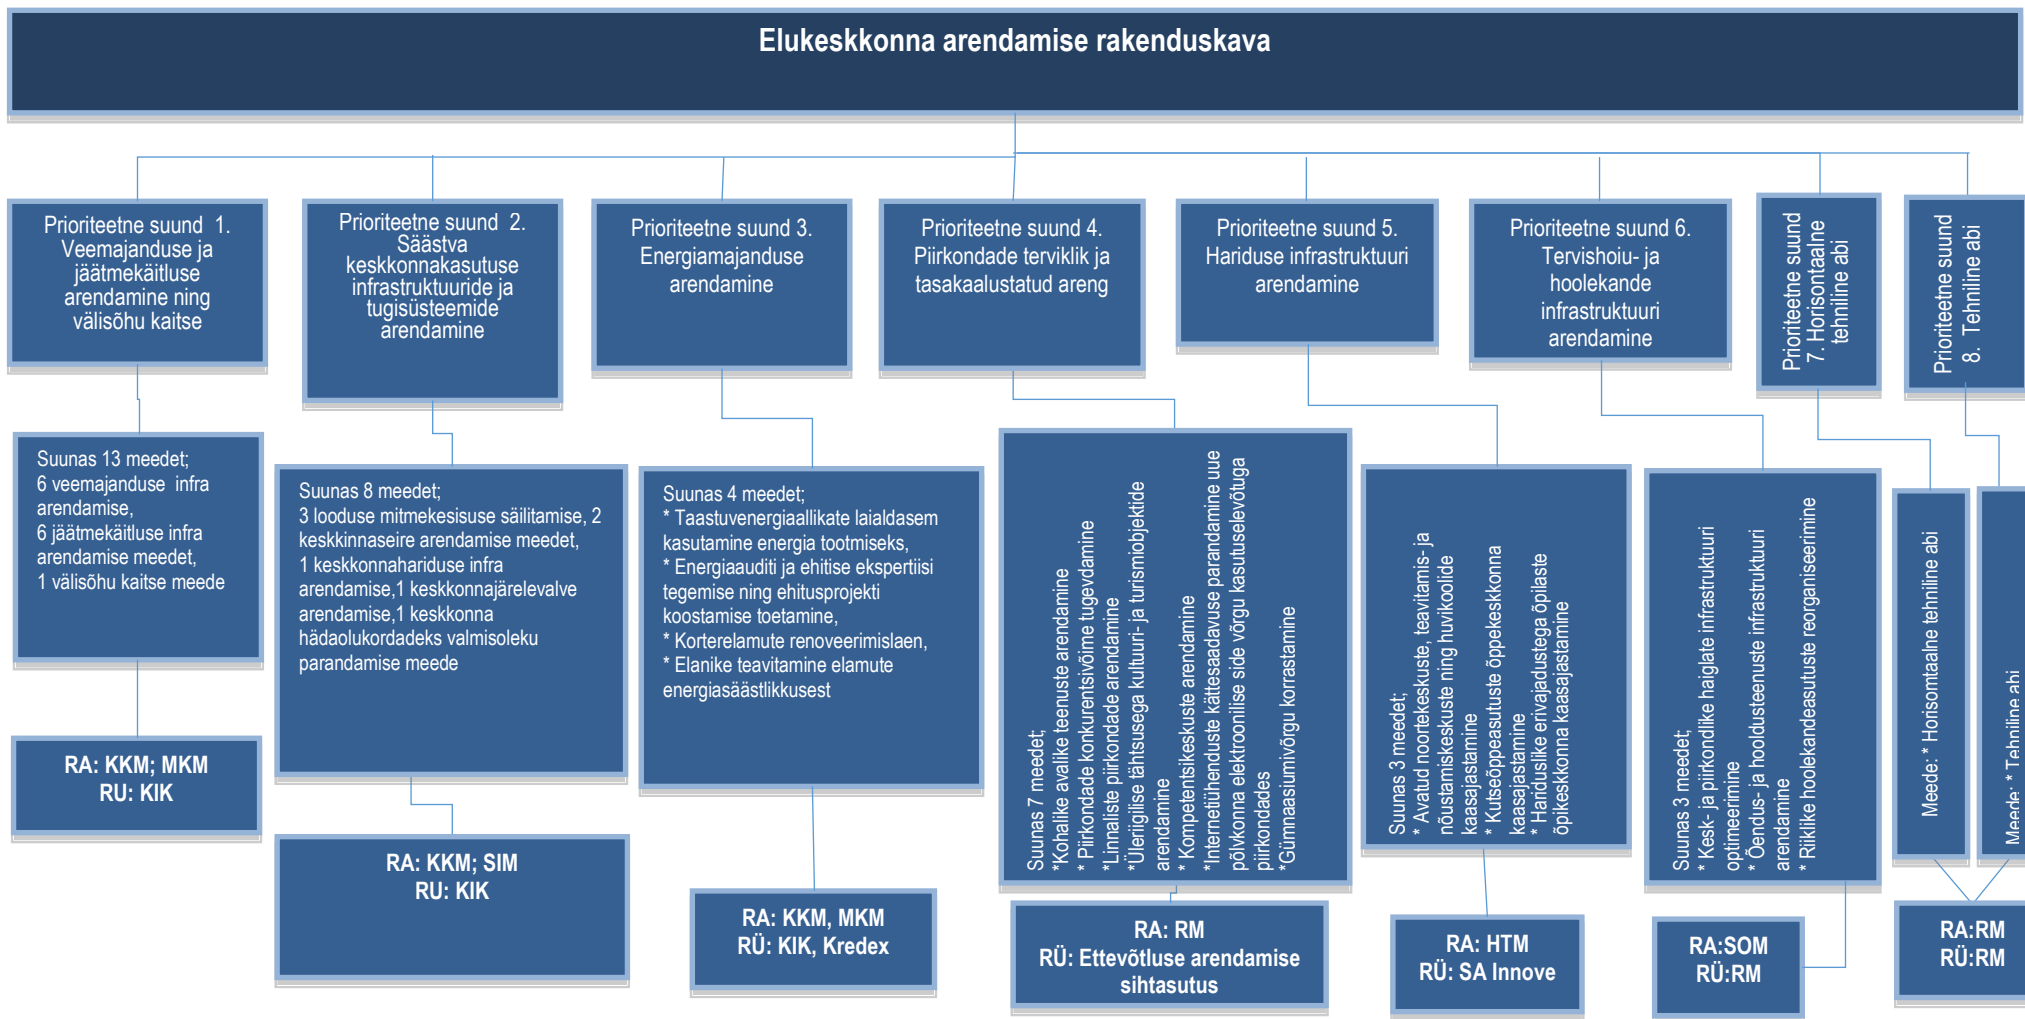 Elukeskkonna arendamise rakenduskava
Prioriteetne suund 1.
Veemajanduse ja
jäätmekäitluse
arendamine ning
välisõhu kaitse
Prioriteetne suund 2.
Säästva
keskkonnakasutuse
infrastruktuuride ja
tugisüsteemide
arendamine
Prioriteetne suund 3.
Energiamajanduse
arendamine
Prioriteetne suund 4.
Piirkondade terviklik ja
tasakaalustatud areng
Prioriteetne suund 5.
Hariduse infrastruktuuri
arendamine
Prioriteetne suund 6.
Tervishoiu- ja
hoolekande
infrastruktuuri
arendamine
Prioriteetne suund
7. Horisontaalne
tehniline abi
Prioriteetne suund
8. Tehniline abi
Suunas 13 meedet;
6 veemajanduse infra
arendamise,
6 jäätmekäitluse infra
arendamise meedet,
1 välisõhu kaitse meede
Suunas 8 meedet;
3 looduse mitmekesisuse säilitamise, 2
keskkinnaseire arendamise meedet,
1 keskkonnahariduse infra
arendamise,1 keskkonnajärelevalve
arendamise,1 keskkonna
hädaolukordadeks valmisoleku
parandamise meede
Suunas 4 meedet;
* Taastuvenergiaallikate laialdasem
kasutamine energia tootmiseks,
* Energiaauditi ja ehitise ekspertiisi
tegemise ning ehitusprojekti
koostamise toetamine,
* Korterelamute renoveerimislaen,
* Elanike teavitamine elamute
energiasäästlikkusest
Suunas 7 meedet;
*Kohalike avalike teenuste arendamine
* Piirkondade konkurentsivõime tugevdamine
*Linnaliste piirkondade arendamine
*Üleriigilise tähtsusega kultuuri- ja turismiobjektide
arendamine
* Kompetentsikeskuste arendamine
*Internetiühenduste kättesaadavuse parandamine uue
põlvkonna elektroonilise side võrgu kasutuselevõtuga
piirkondades
*Gümnaasiumivõrgu korrastamine
Suunas 3 meedet;
* Avatud noortekeskuste, teavitamis- ja
nõustamiskeskuste ning huvikoolide
kaasajastamine
* Kutseõppeasutuste õppekeskkonna
kaasajastamine
* Hariduslike erivajadustega õpilaste
õpikeskkonna kaasajastamine
Suunas 3 meedet;
* Kesk- ja piirkondlike haiglate infrastruktuuri
optimeerimine
* Õendus- ja hooldusteenuste infrastruktuuri
arendamine
* Riiklike hoolekandeasutuste reorganiseerimine
Meede: * Horisomtaalne tehniline abi
Meede: * Tehniline abi
RA: KKM; MKM
RU: KIK
RA: KKM; SIM
RU: KIK
RA: KKM, MKM
RÜ: KIK, Kredex
RA: RM
RÜ: Ettevõtluse arendamise
sihtasutus
RA: HTM
RÜ: SA Innove
RA:SOM
RÜ:RM
RA:RM
RÜ:RM